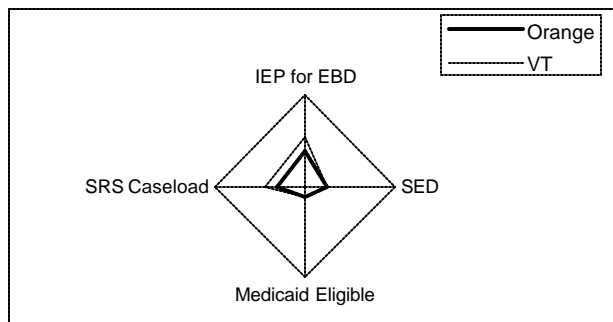 Orange
VT
IEP for EBD
SRS Caseload
SED
Medicaid Eligible